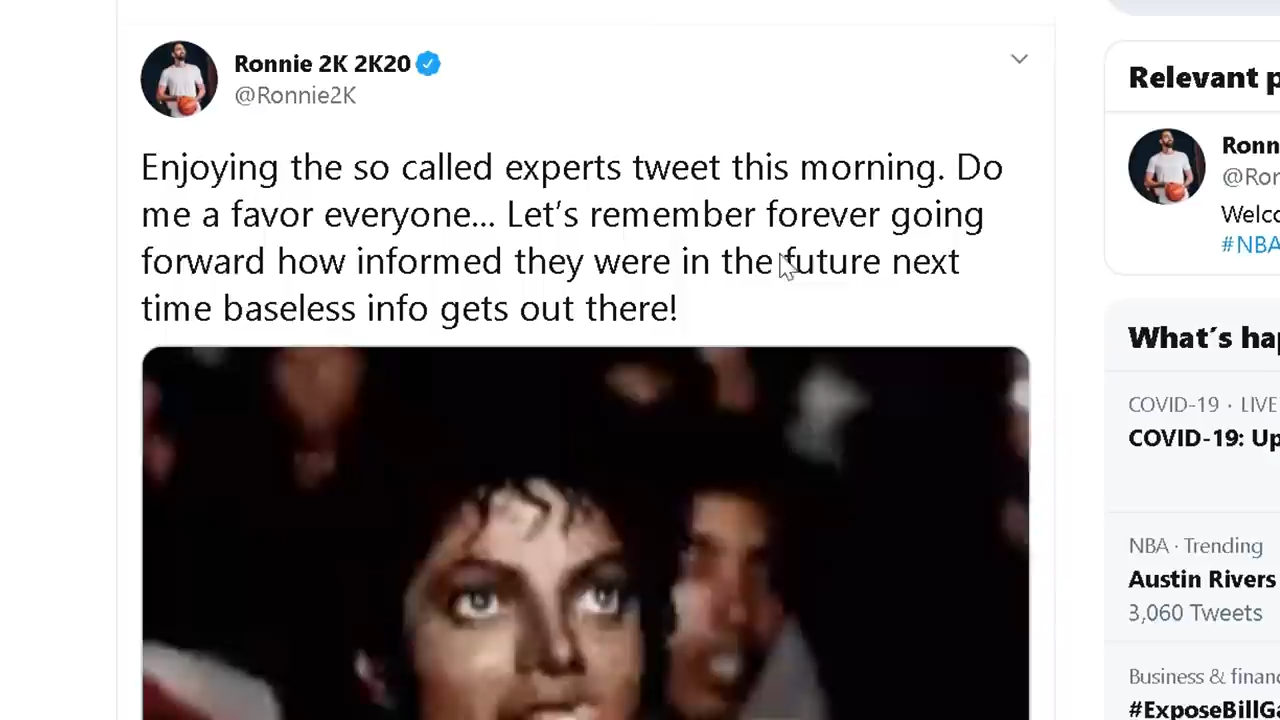 Ronnie 2K 2K20
@Ronnie2K
Enjoying the so called experts tweet this morning. Do
me a favor everyone... Let's remember forever going
forward how informed they were in the future next
time baseless info gets out there!
Relevant p
Ronn
@Ron
Welco
#NBA
What´s ha
COVID-19 · LIVE
COVID-19: Up
NBA · Trending
Austin Rivers
3,060 Tweets
Business & financ
#ExposeBillGa